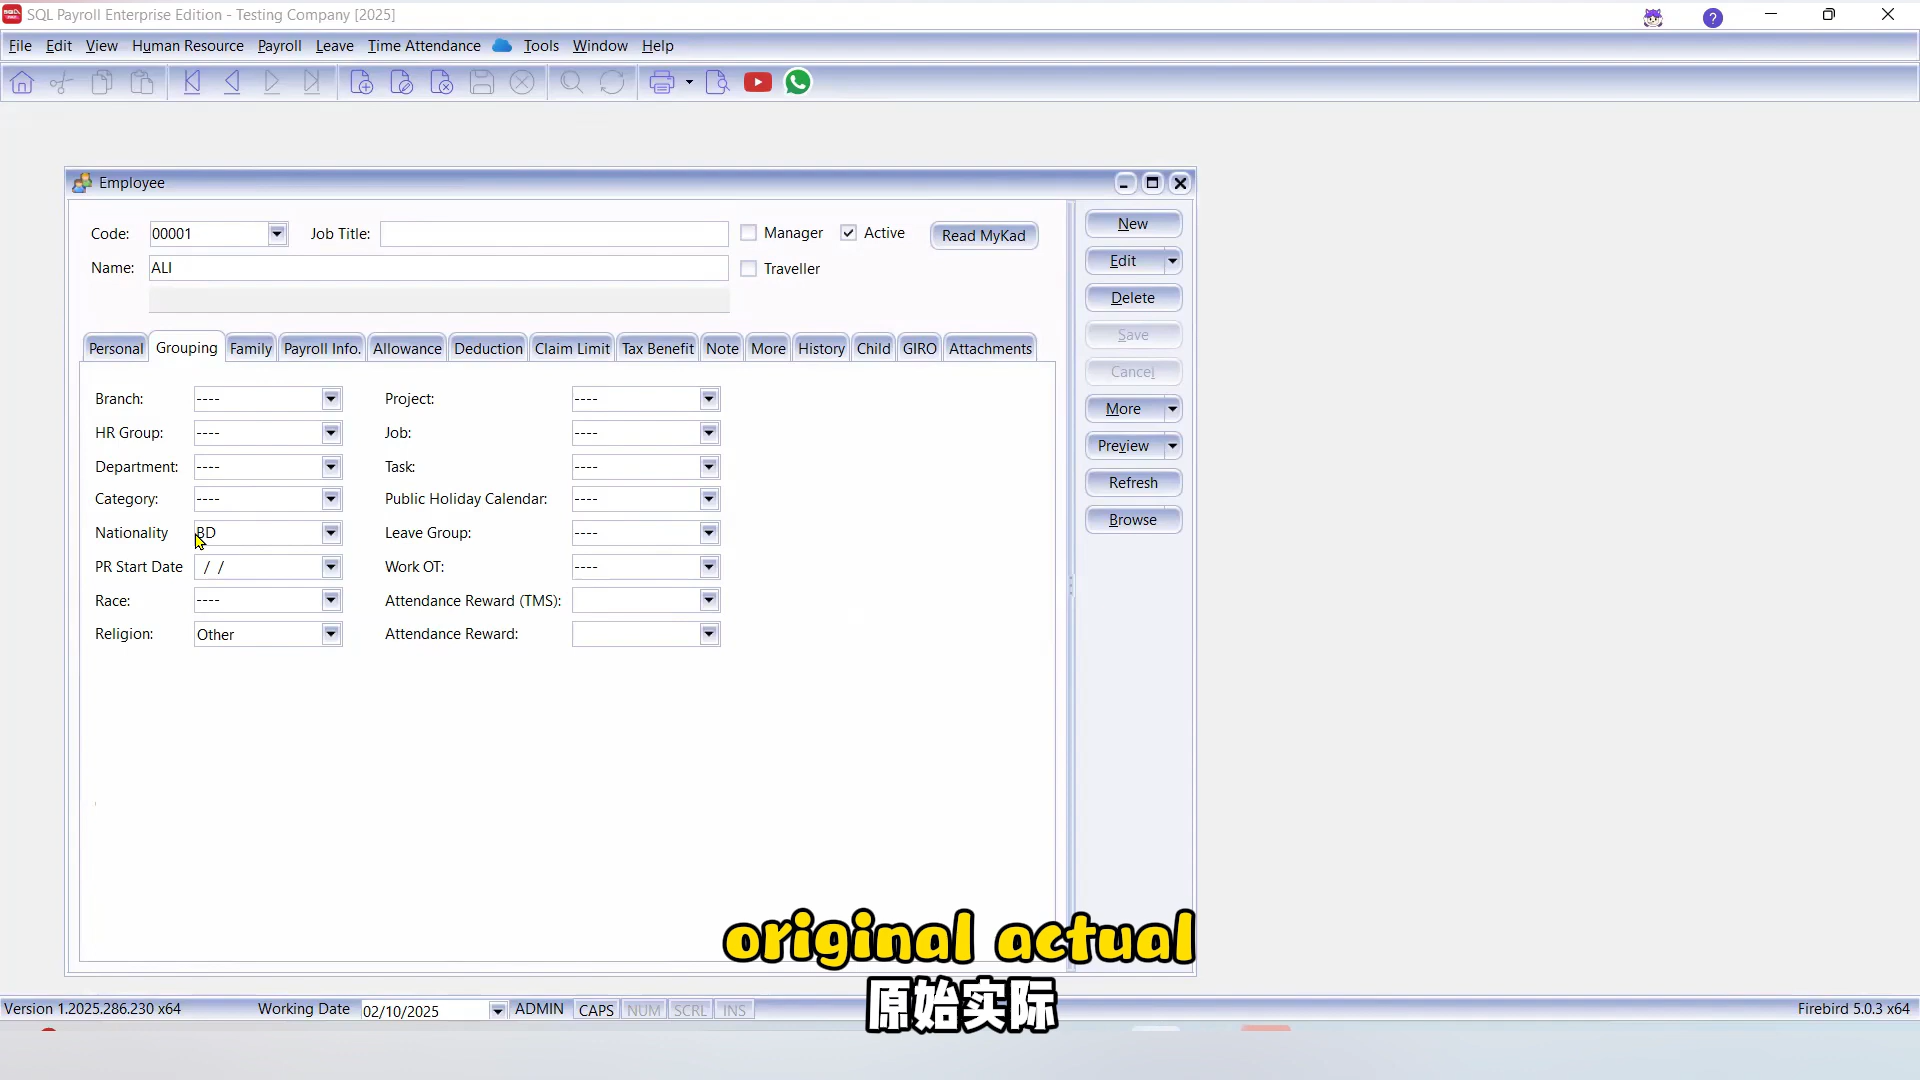 SQL Payroll Enterprise Edition - Testing Company [2025]
File Edit View Human Resource Payroll Leave Time Attendance Tools Window Help
Employee
Code: 00001 Job Title: Manager Active Read MyKad
Name: ALI Traveller
Personal Grouping Family Payroll Info. Allowance Deduction Claim Limit Tax Benefit Note More History Child GIRO Attachments
Branch: ---- Project: ----
HR Group: ---- Job: ----
Department: ---- Task: ----
Category: ---- Public Holiday Calendar: ----
Nationality BD Leave Group: ----
PR Start Date / / Work OT: ----
Race: ---- Attendance Reward (TMS):
Religion: Other Attendance Reward:
New
Edit
Delete
Save
Cancel
More
Preview
Refresh
Browse
original actual
原始实际
Version 1.2025.286.230 x64 Working Date 02/10/2025 ADMIN CAPS NUM SCRL INS Firebird 5.0.3 x64